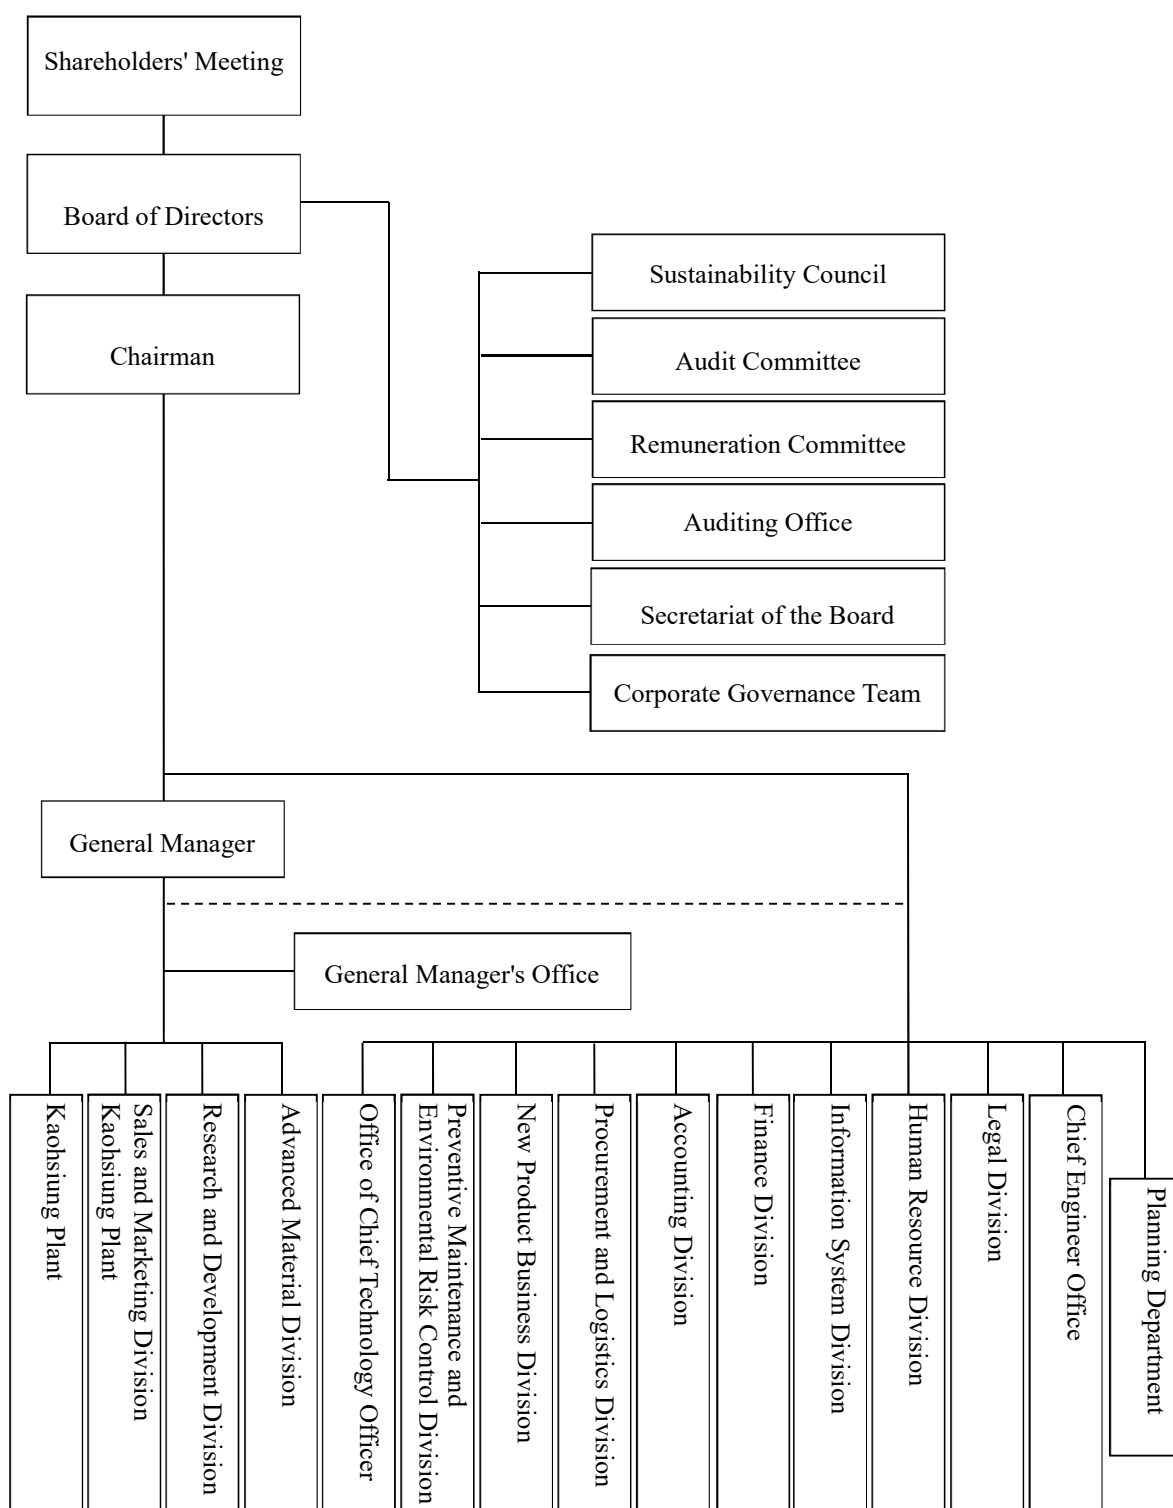 Shareholders' Meeting
Board of Directors
Chairman
Sustainability Council
Audit Committee
Remuneration Committee
Auditing Office
Secretariat of the Board
Corporate Governance Team
General Manager
General Manager's Office
Kaohsiung Plant
Sales and Marketing Division
Kaohsiung Plant
Research and Development Division
Advanced Material Division
Office of Chief Technology Officer
Preventive Maintenance and
Environmental Risk Control Division
New Product Business Division
Procurement and Logistics Division
Accounting Division
Finance Division
Information System Division
Human Resource Division
Legal Division
Chief Engineer Office
Planning Department